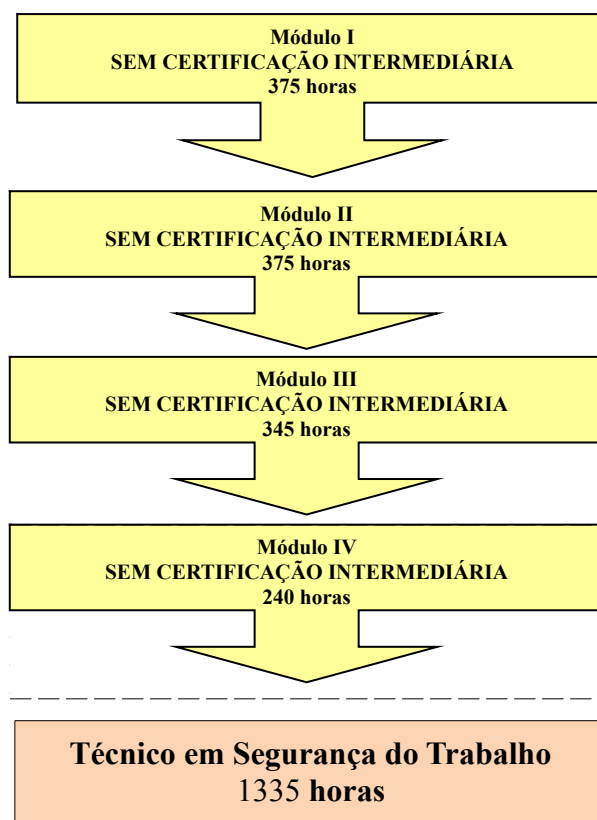 Módulo I
SEM CERTIFICAÇÃO INTERMEDIÁRIA
375 horas
Módulo II
SEM CERTIFICAÇÃO INTERMEDIÁRIA
375 horas
Módulo III
SEM CERTIFICAÇÃO INTERMEDIÁRIA
345 horas
Módulo IV
SEM CERTIFICAÇÃO INTERMEDIÁRIA
240 horas
Técnico em Segurança do Trabalho
1335 horas